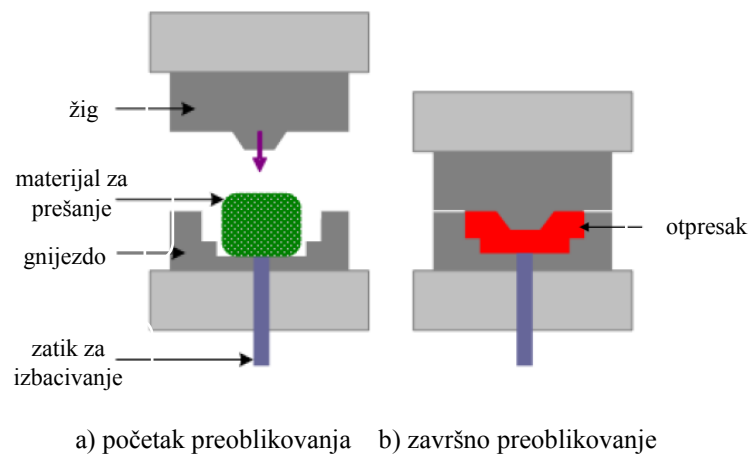 žig
materijal za
prešanje
gnijezdo
otpresak
zatik za
izbacivanje
a) početak preoblikovanja b) završno preoblikovanje